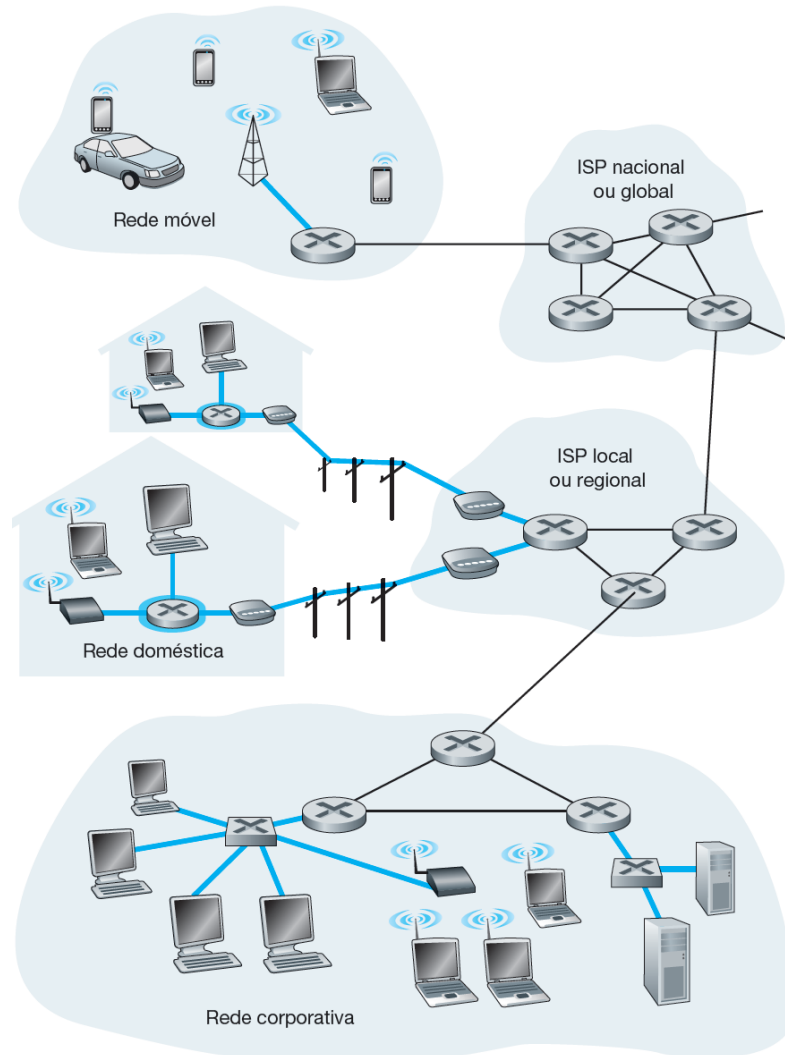 Rede móvel
ISP nacional
ou global
ISP local
ou regional
Rede doméstica
Rede corporativa